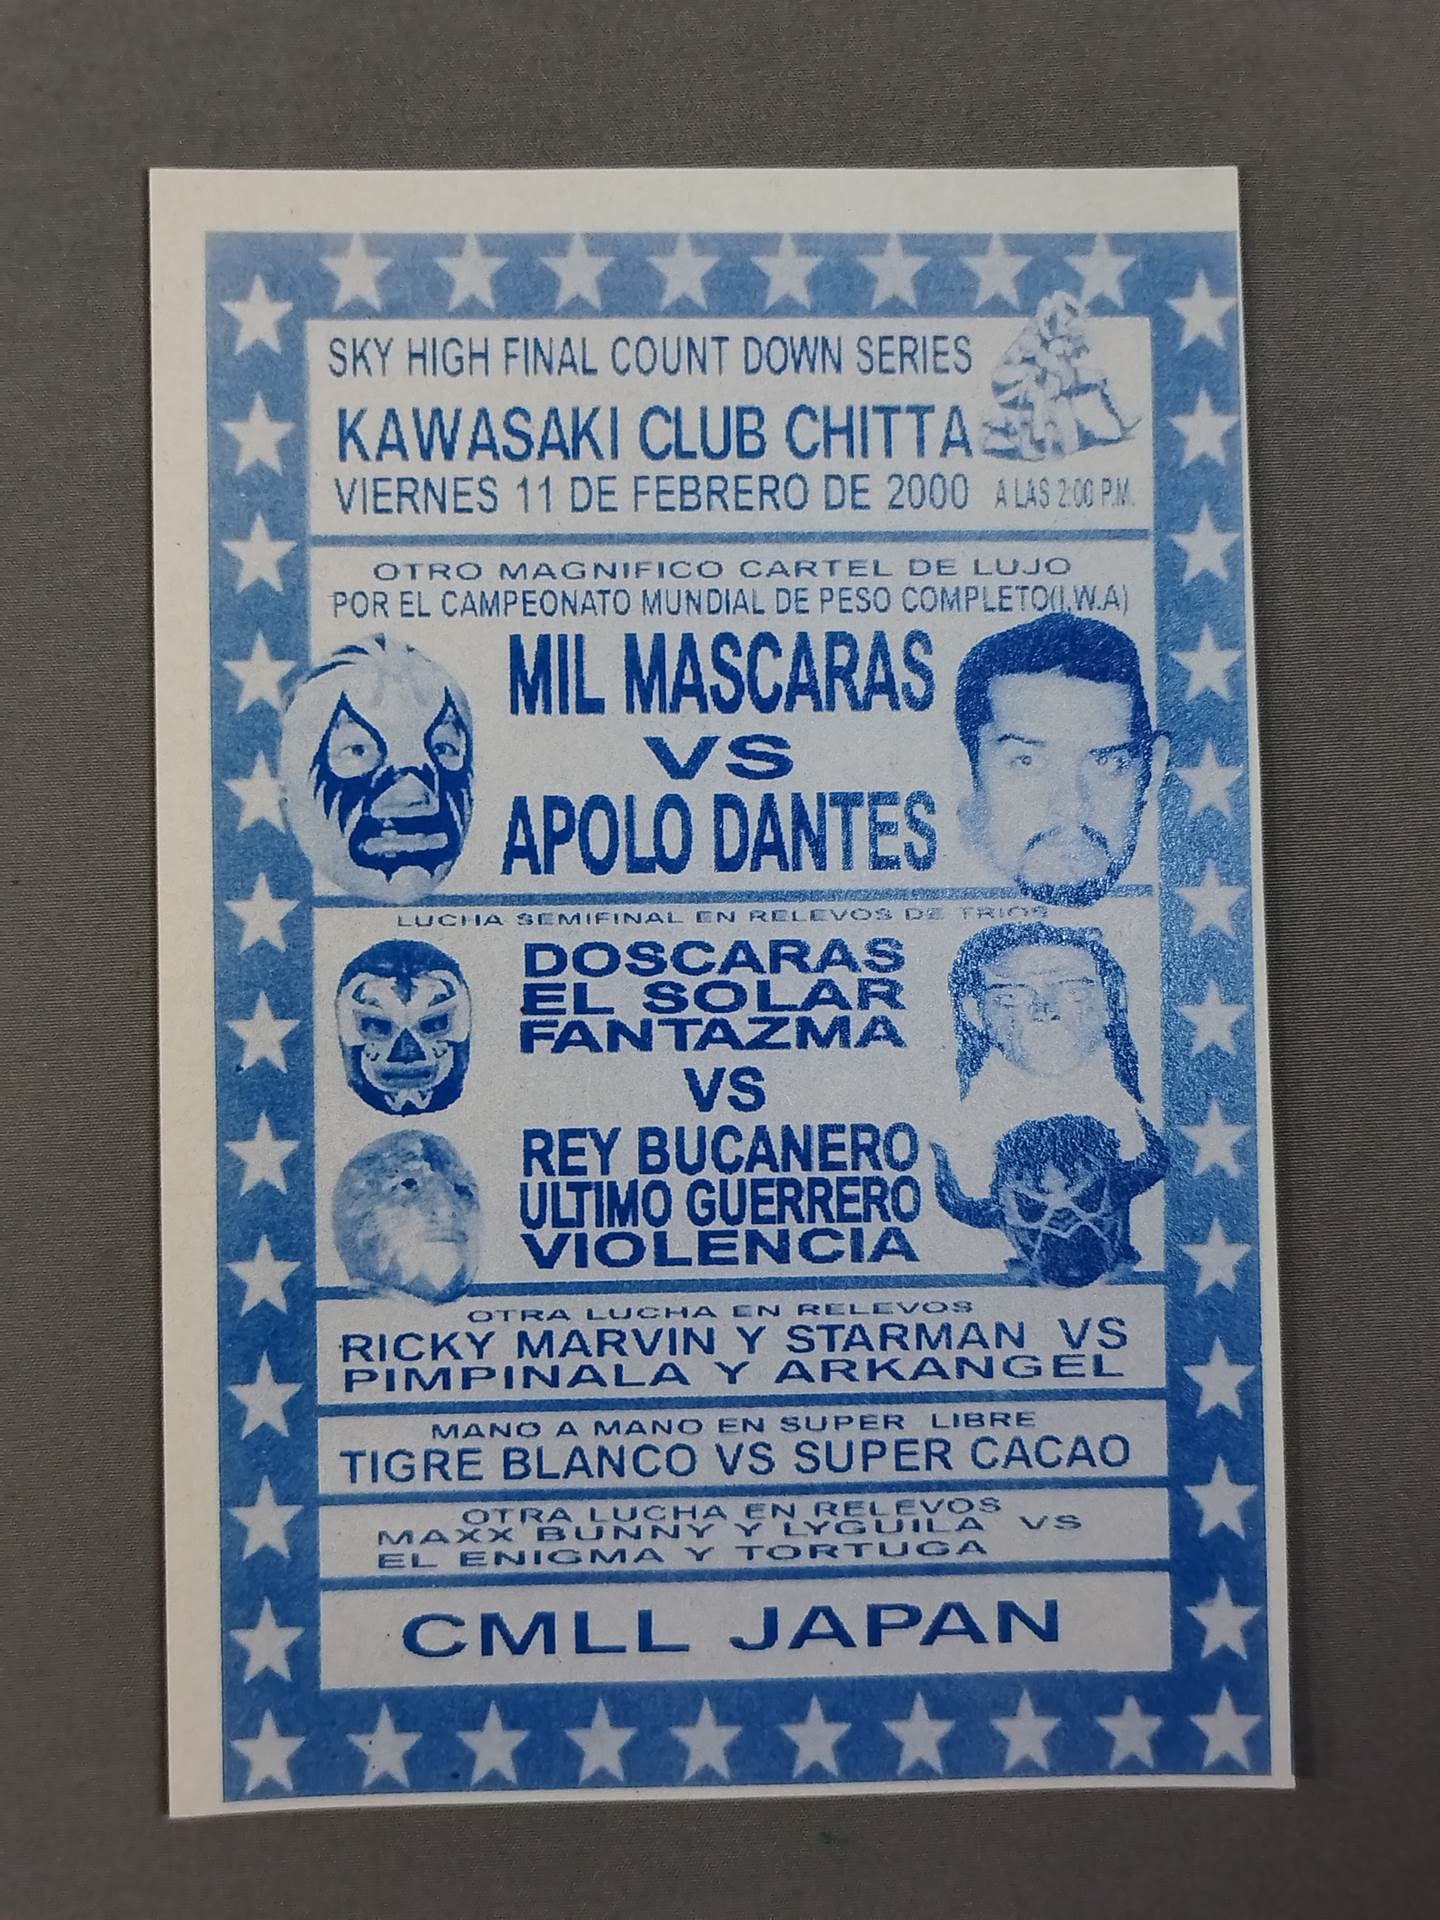 SKY HIGH FINAL COUNT DOWN SERIES
KAWASAKI CLUB CHITTA
VIERNES 11 DE FEBRERO DE 2000 A LAS 2:00 P.M.
OTRO MAGNIFICO CARTEL DE LUJO
POR EL CAMPEONATO MUNDIAL DE PESO COMPLETO(I.W.A)
MIL MASCARAS
VS
APOLO DANTES
LUCHA SEMIFINAL EN RELEVOS DE TRIOS
DOSCARAS
EL SOLAR
FANTAZMA
VS
REY BUCANERO
ULTIMO GUERRERO
VIOLENCIA
OTRA LUCHA EN RELEVOS
RICKY MARVIN Y STARMAN VS
PIMPINALA Y ARKANGEL
MANO A MANO EN SUPER LIBRE
TIGRE BLANCO VS SUPER CACAO
OTRA LUCHA EN RELEVOS
MAXX BUNNY Y LYGUILA VS
EL ENIGMA Y TORTUGA
CMLL JAPAN